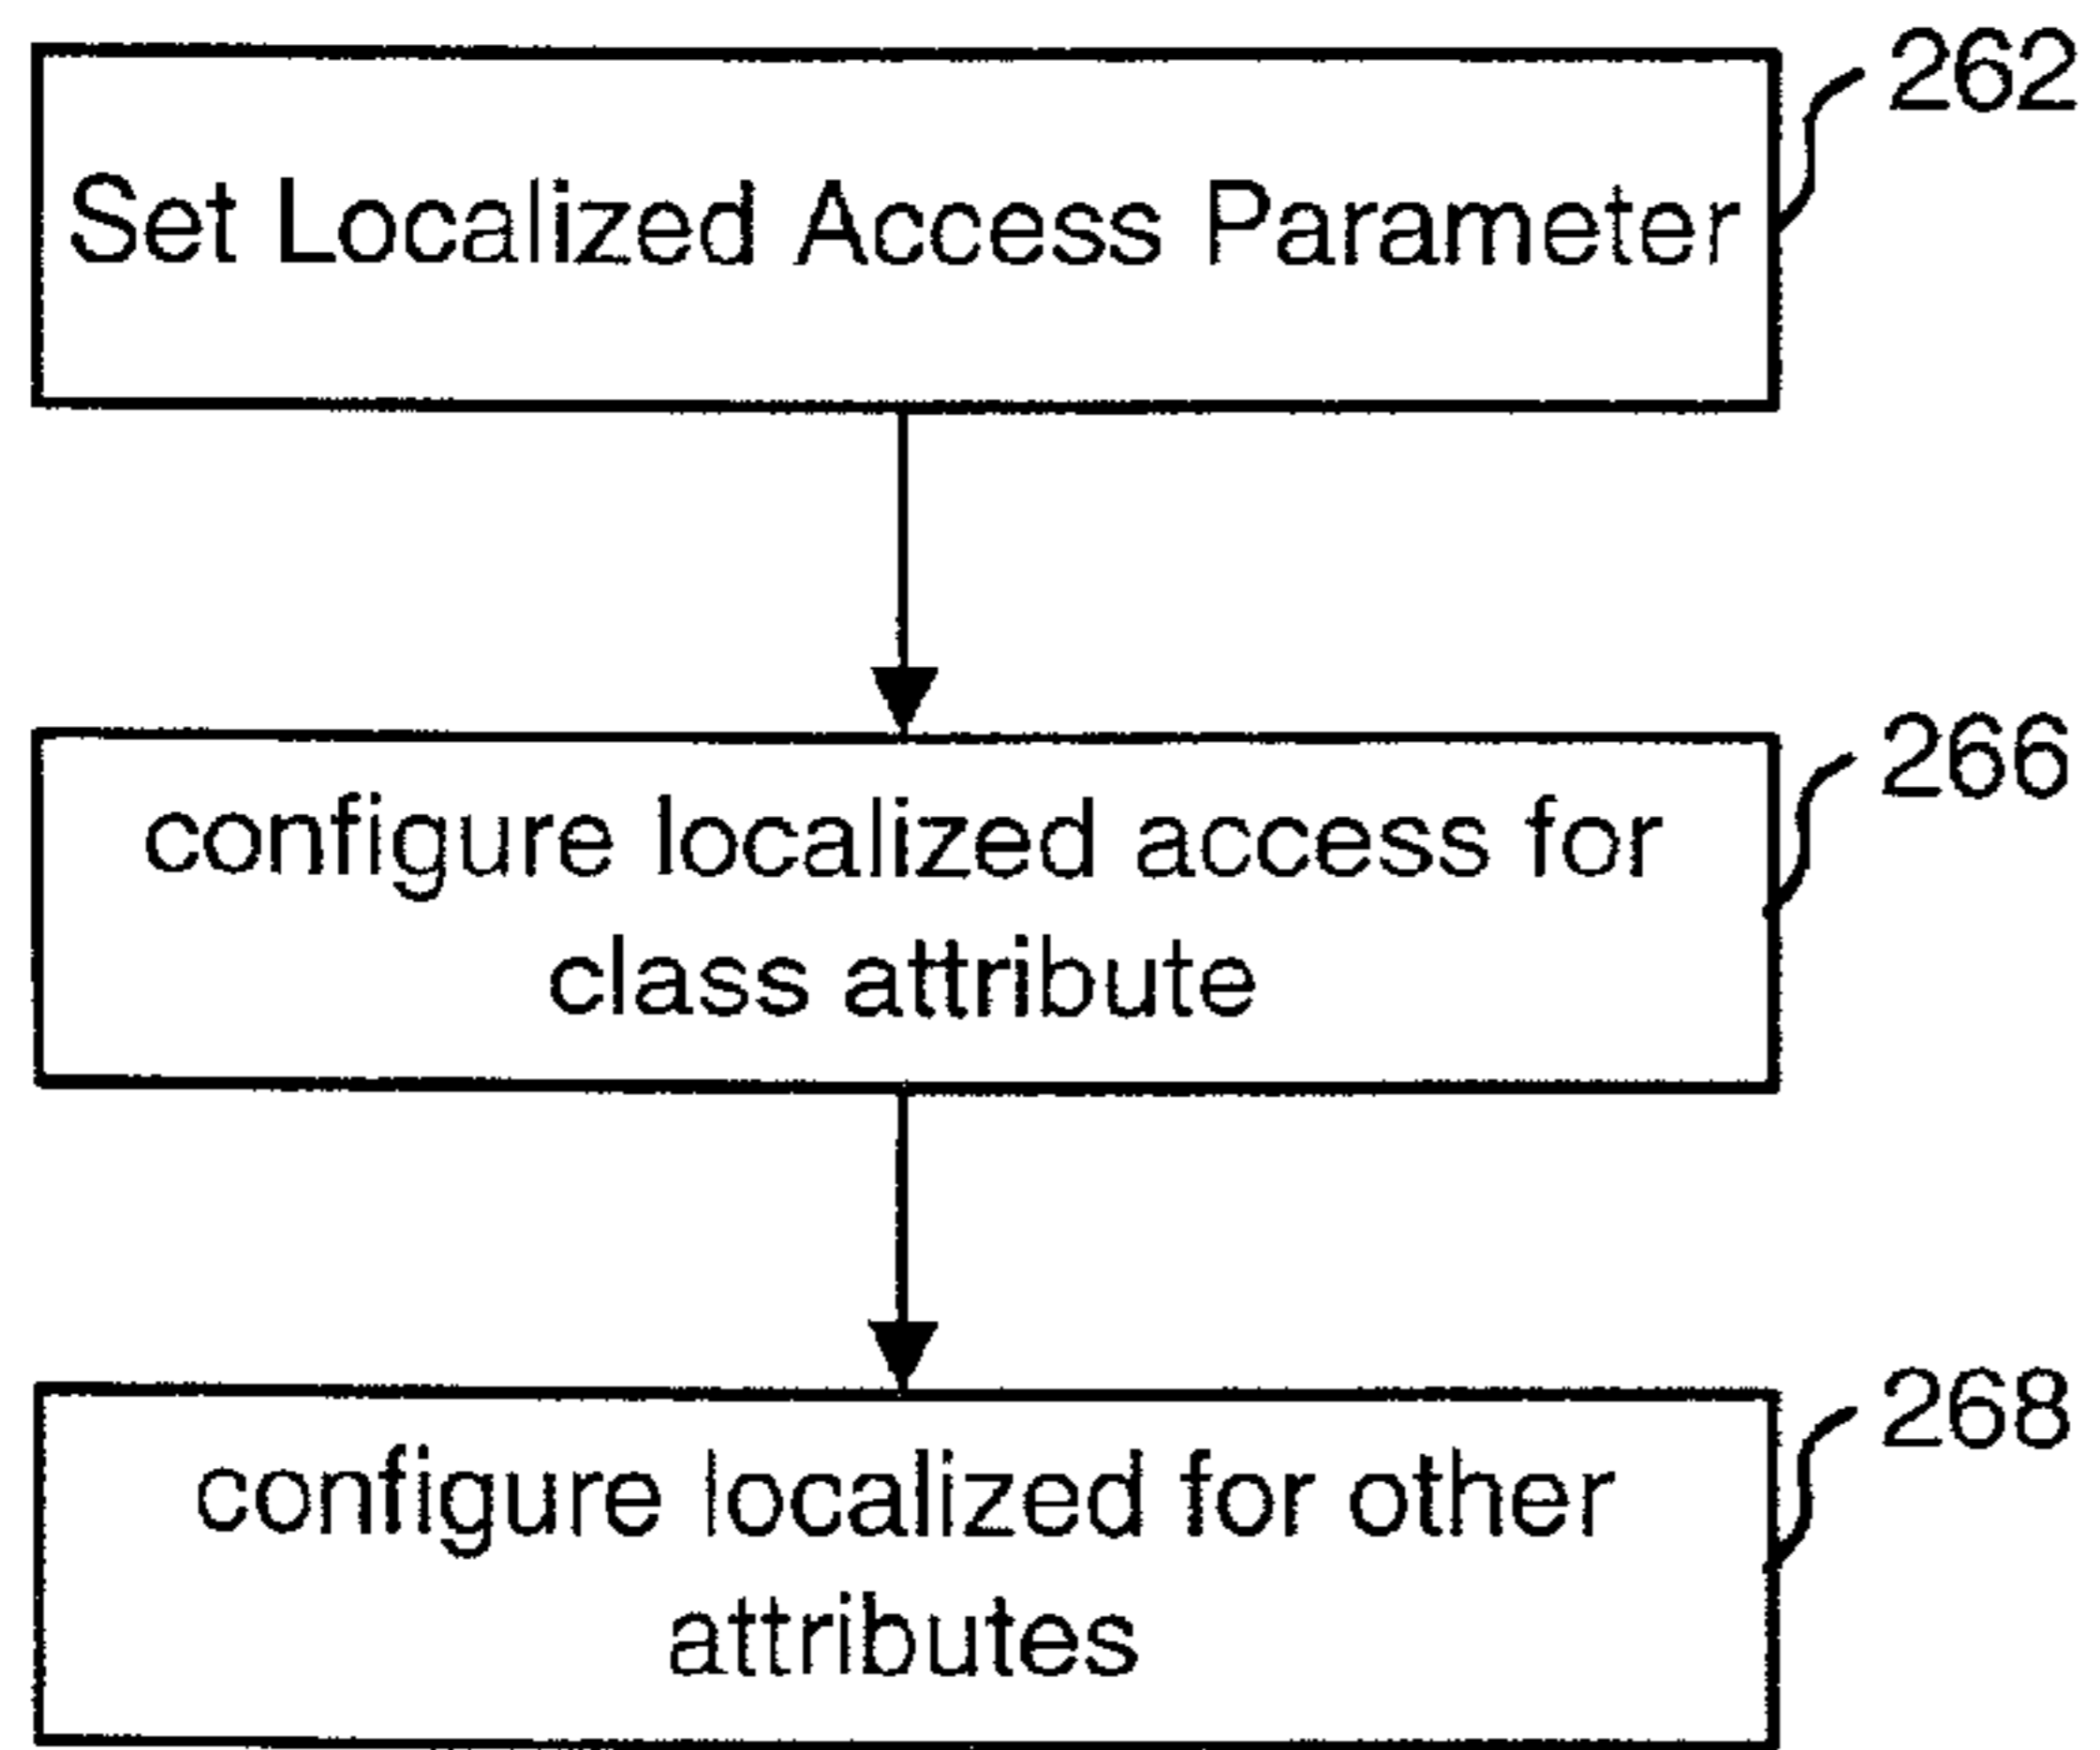 262
Set Localized Access Parameter
266
configure localized access for
class attribute
268
configure localized for other
attributes